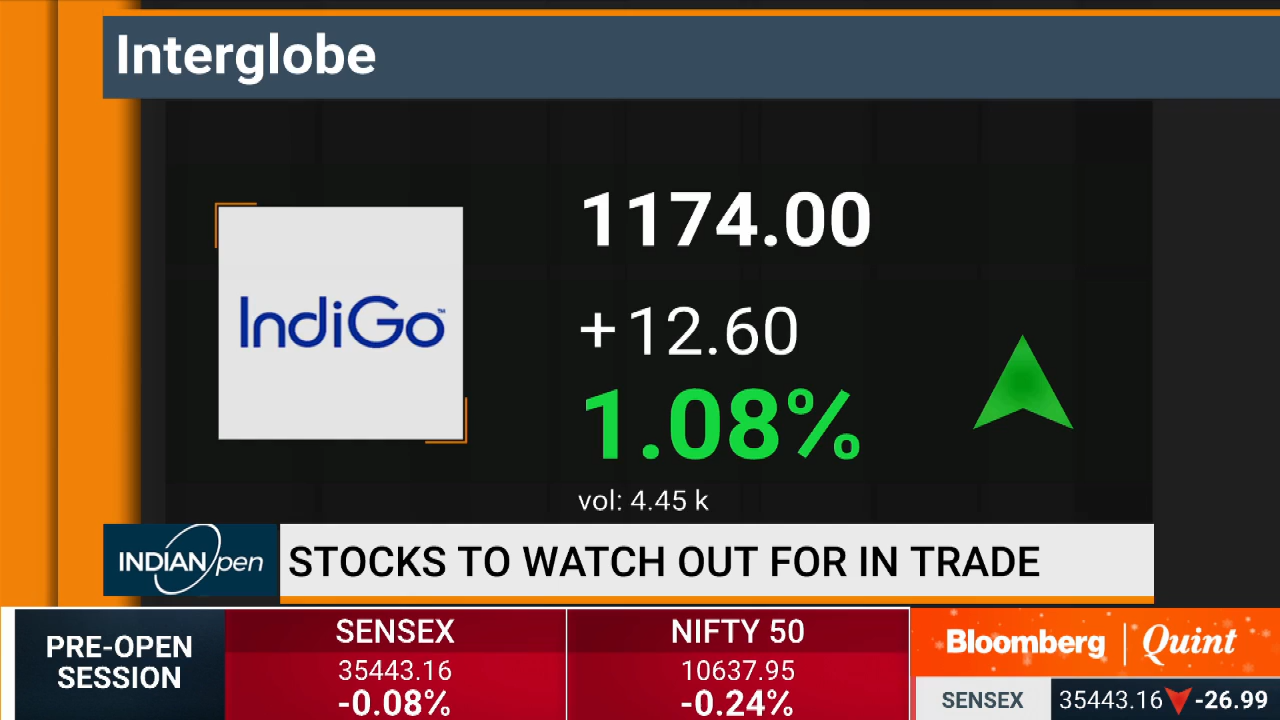 Interglobe
IndiGo™
1174.00
+12.60
1.08%
vol: 4.45 k
INDIAN Open
STOCKS TO WATCH OUT FOR IN TRADE
PRE-OPEN
SESSION
SENSEX
35443.16
-0.08%
NIFTY 50
10637.95
-0.24%
Bloomberg | Quint
SENSEX 35443.16 -26.99